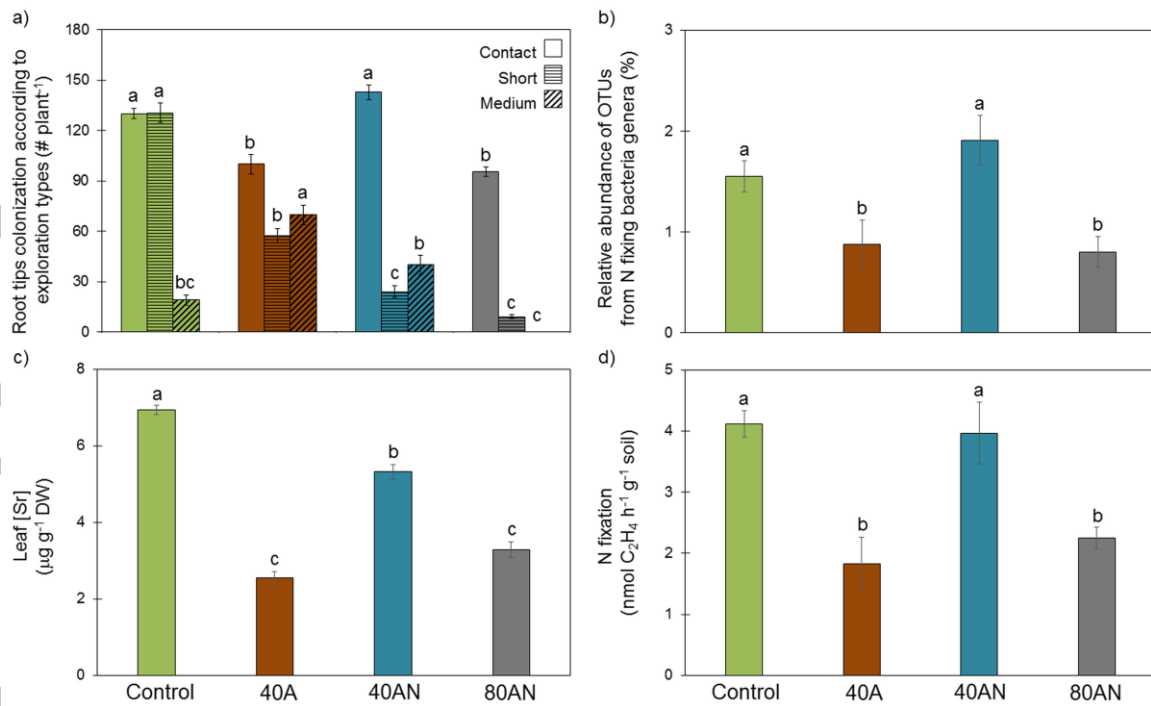 a)
Root tips colonization according to
exploration types (# plant⁻¹)
180
150
120
90
60
30
0
Contact
Short
Medium
a
a
bc
b
b
a
a
c
b
b
c
c
b)
Relative abundance of OTUs
from N fixing bacteria genera (%)
3
2
1
0
a
b
a
b
c)
Leaf [Sr]
(µg g⁻¹ DW)
8
6
4
2
0
a
c
b
c
Control
40A
40AN
80AN
d)
N fixation
(nmol C₂H₄ h⁻¹ g⁻¹ soil)
5
4
3
2
1
0
a
b
a
b
Control
40A
40AN
80AN